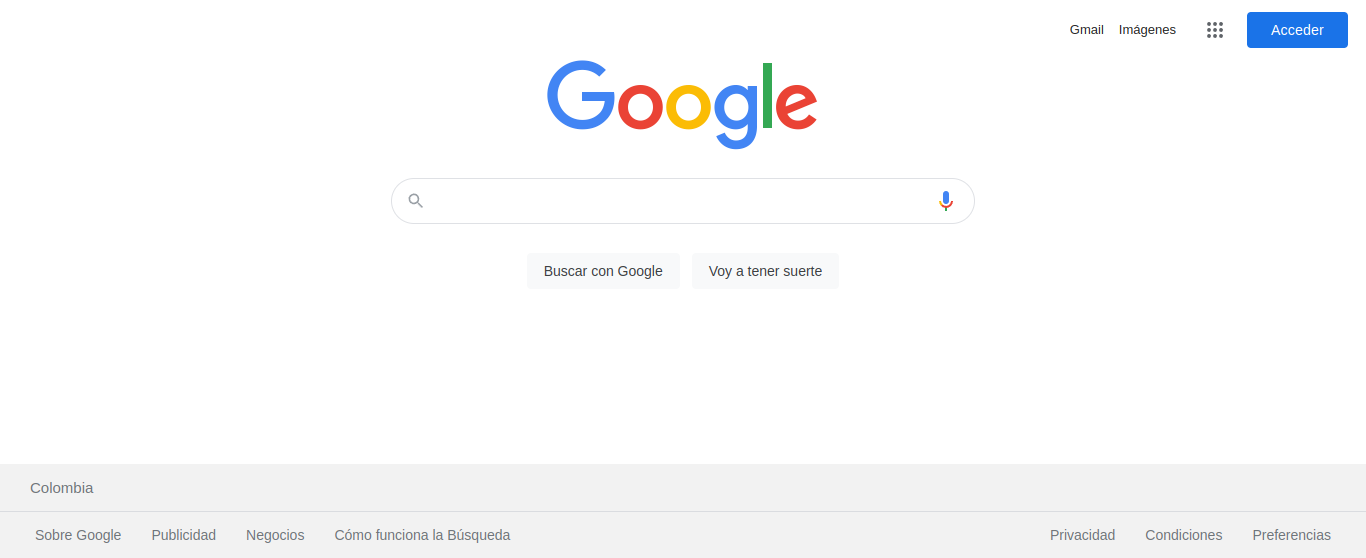 Gmail Imágenes Acceder
Google
Buscar con Google Voy a tener suerte
Colombia
Sobre Google Publicidad Negocios Cómo funciona la Búsqueda Privacidad Condiciones Preferencias